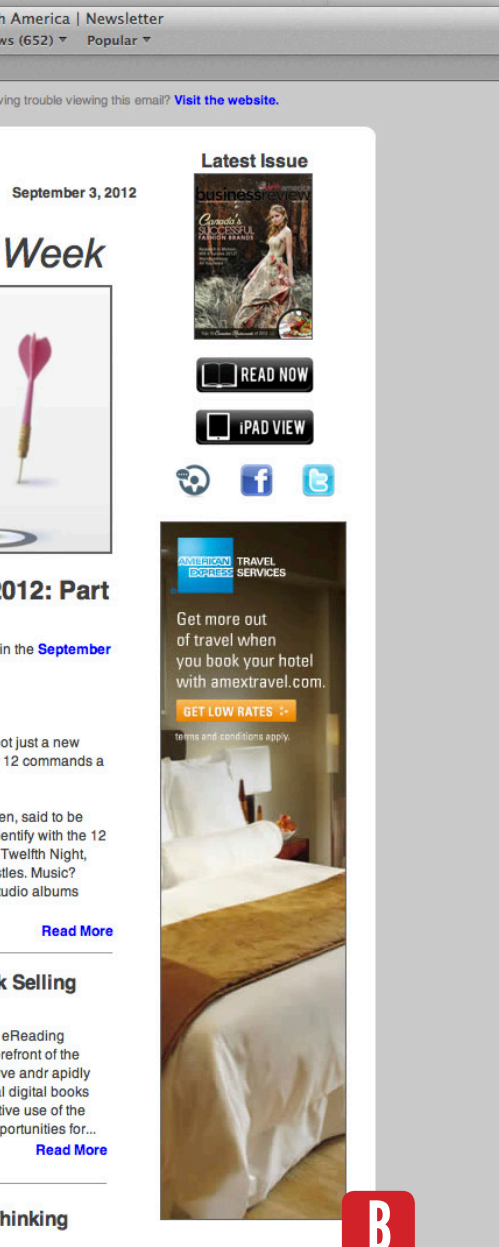 h America | Newsletter
ws (652) Popular
ving trouble viewing this email? Visit the website.
September 3, 2012
Week
2012: Part
in the September
ot just a new
12 commands a
en, said to be
entify with the 12
Twelfth Night,
stles. Music?
udio albums
Read More
k Selling
eReading
refront of the
ve andr apidly
al digital books
tive use of the
portunities for...
Read More
hinking
Latest Issue
businessreview
Canada's
SUCCESSFUL
FASHION BRANDS
READ NOW
iPAD VIEW
AMERICAN EXPRESS
TRAVEL
SERVICES
Get more out
of travel when
you book your hotel
with amextravel.com.
GET LOW RATES
terms and conditions apply.
B